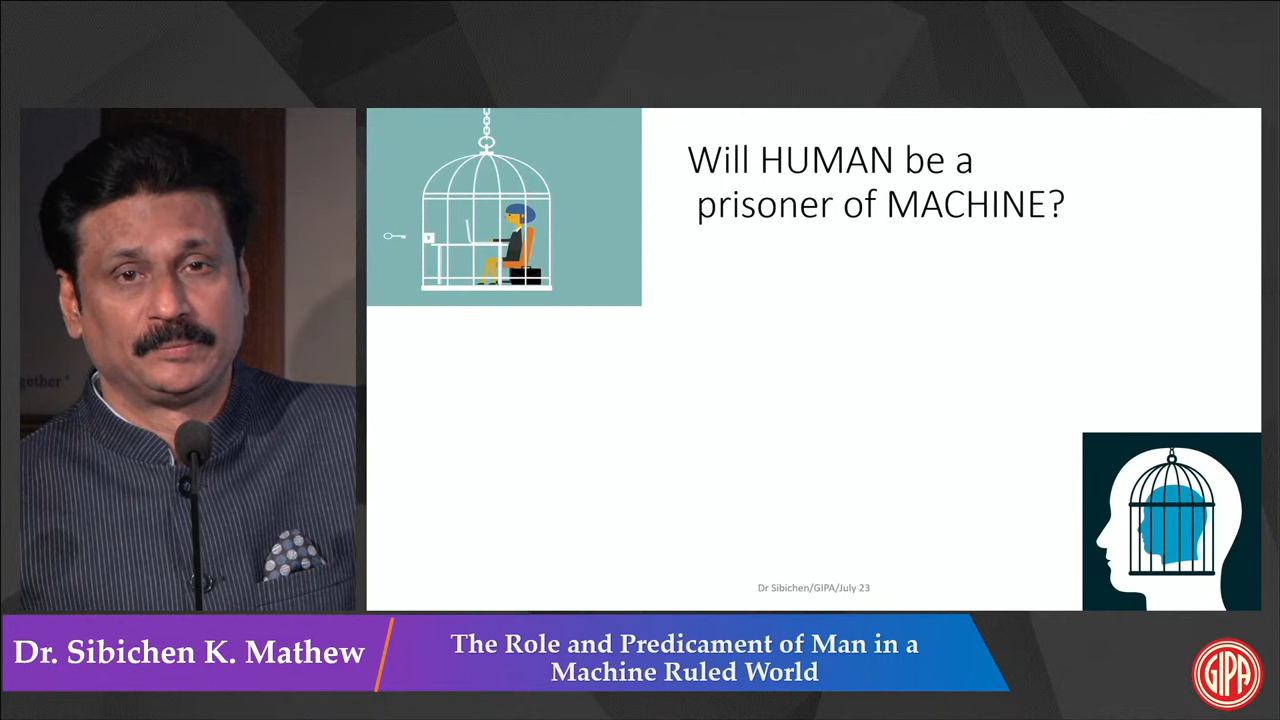 Will HUMAN be a
prisoner of MACHINE?
gether '
Dr Sibichen/GIPA/July 23
Dr. Sibichen K. Mathew
The Role and Predicament of Man in a
Machine Ruled World
GIPA